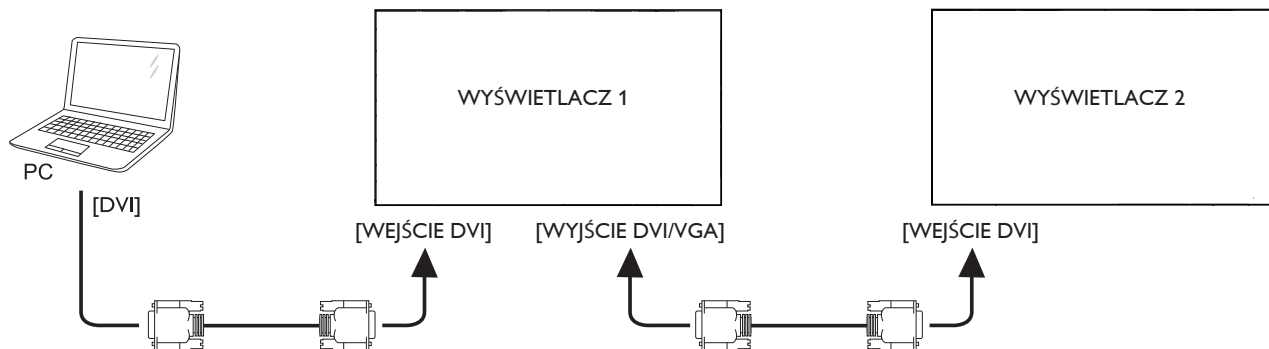 WYŚWIETLACZ 1
WYŚWIETLACZ 2
PC
[DVI]
[WEJŚCIE DVI]
[WYJŚCIE DVI/VGA]
[WEJŚCIE DVI]